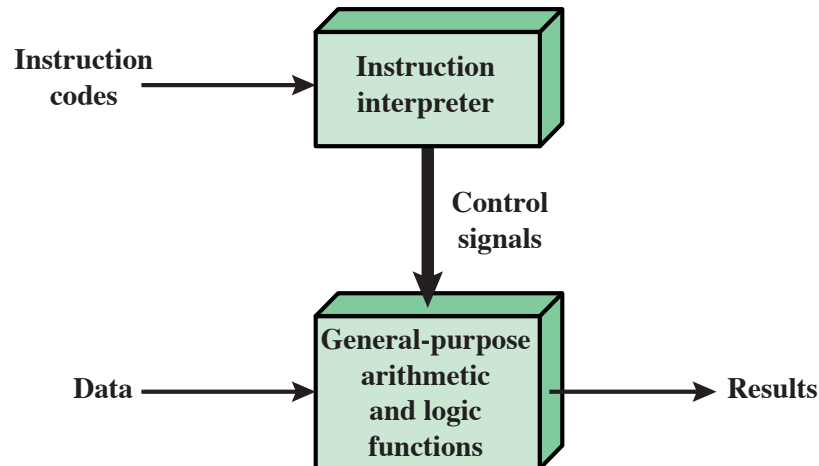 Instruction
codes
Instruction
interpreter
Control
signals
Data
General-purpose
arithmetic
and logic
functions
Results